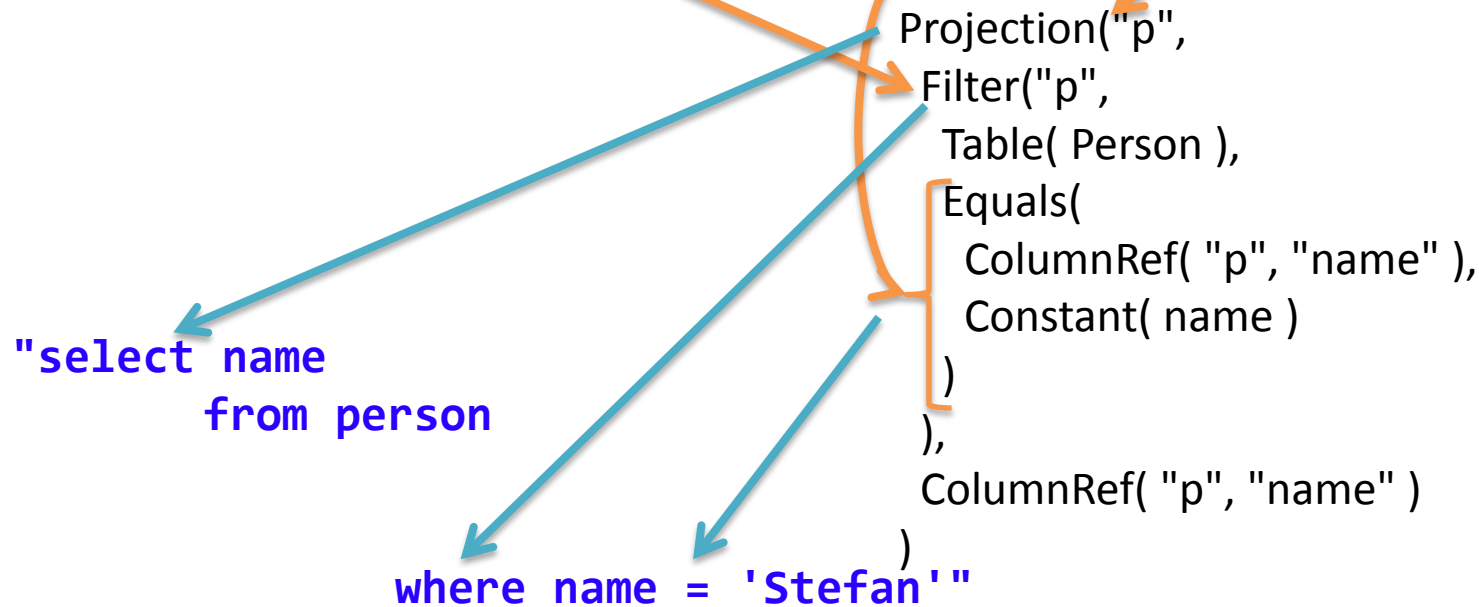 Projection("p",
Filter("p",
Table( Person ),
Equals(
ColumnRef( "p", "name" ),
Constant( name )
)
),
ColumnRef( "p", "name" )
)
"select name
from person
where name = 'Stefan'"